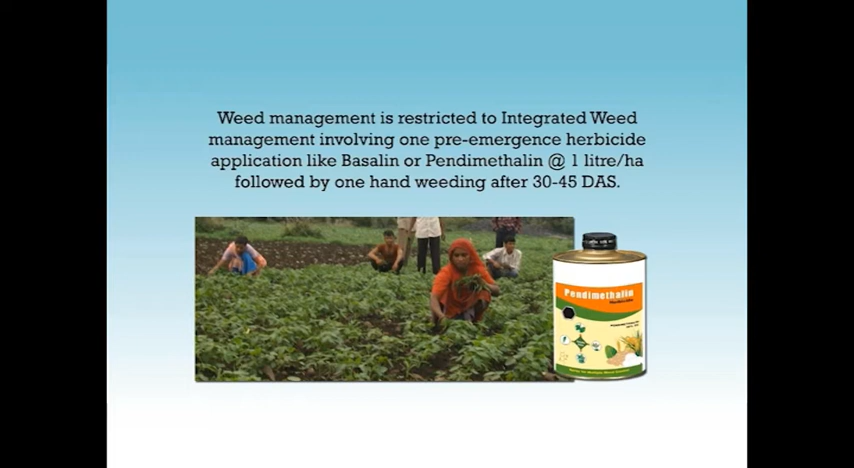 Weed management is restricted to Integrated Weed
management involving one pre-emergence herbicide
application like Basalin or Pendimethalin @ 1 litre/ha
followed by one hand weeding after 30-45 DAS.
Pendimethalin